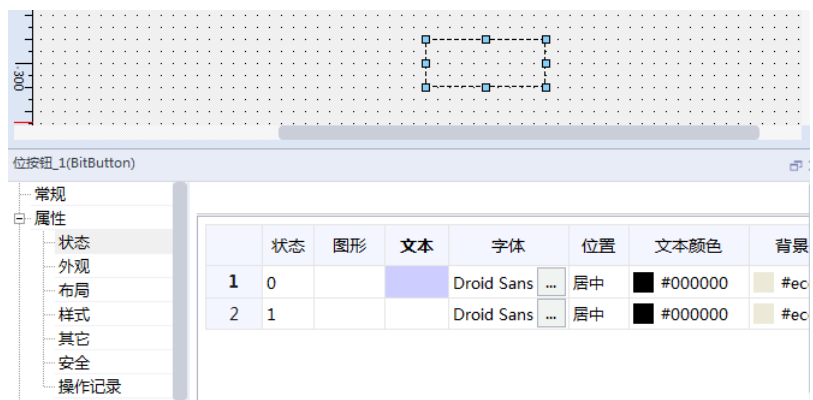 300
位按钮_1(BitButton)
常规
属性
状态
外观
布局
样式
其它
安全
操作记录
状态 图形 文本 字体 位置 文本颜色 背景
1 0 Droid Sans ... 居中 #000000 #ec
2 1 Droid Sans ... 居中 #000000 #ec